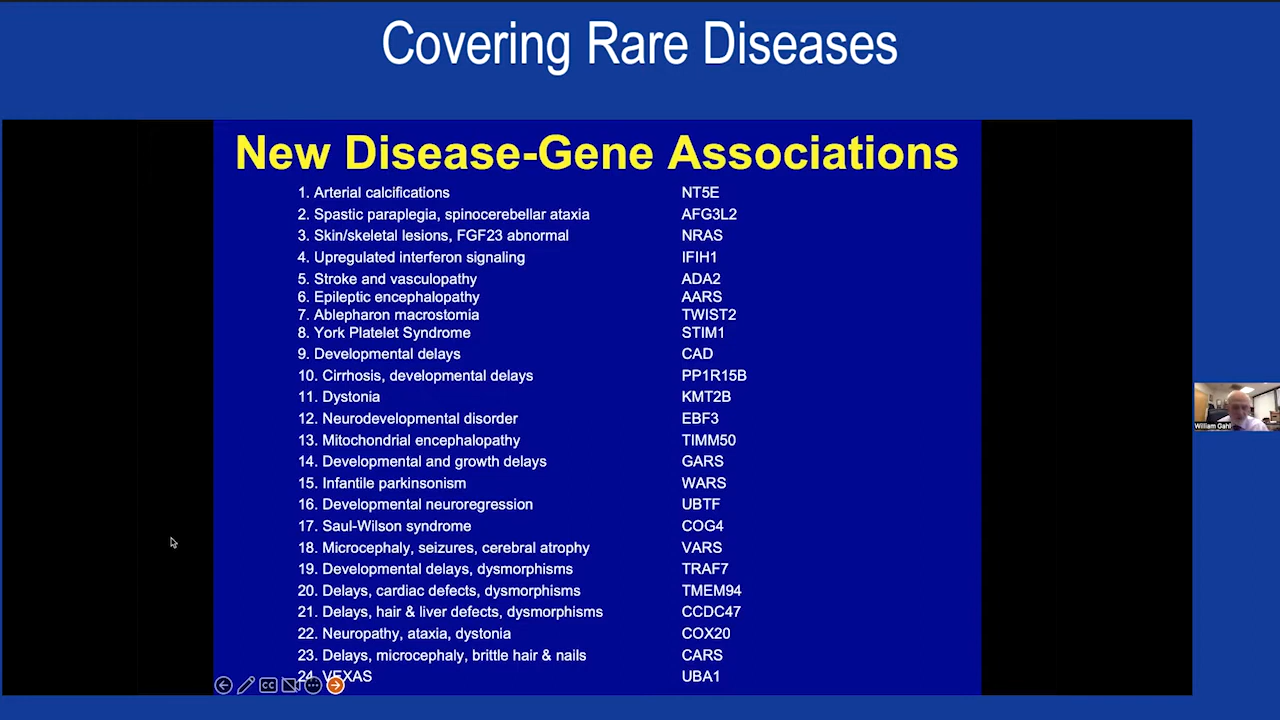 Covering Rare Diseases
New Disease-Gene Associations
1. Arterial calcifications NT5E
2. Spastic paraplegia, spinocerebellar ataxia AFG3L2
3. Skin/skeletal lesions, FGF23 abnormal NRAS
4. Upregulated interferon signaling IFIH1
5. Stroke and vasculopathy ADA2
6. Epileptic encephalopathy AARS
7. Ablepharon macrostomia TWIST2
8. York Platelet Syndrome STIM1
9. Developmental delays CAD
10. Cirrhosis, developmental delays PP1R15B
11. Dystonia KMT2B
12. Neurodevelopmental disorder EBF3
13. Mitochondrial encephalopathy TIMM50
14. Developmental and growth delays GARS
15. Infantile parkinsonism WARS
16. Developmental neuroregression UBTF
17. Saul-Wilson syndrome COG4
18. Microcephaly, seizures, cerebral atrophy VARS
19. Developmental delays, dysmorphisms TRAF7
20. Delays, cardiac defects, dysmorphisms TMEM94
21. Delays, hair & liver defects, dysmorphisms CCDC47
22. Neuropathy, ataxia, dystonia COX20
23. Delays, microcephaly, brittle hair & nails CARS
24. VEXAS UBA1
CC
William Gahl